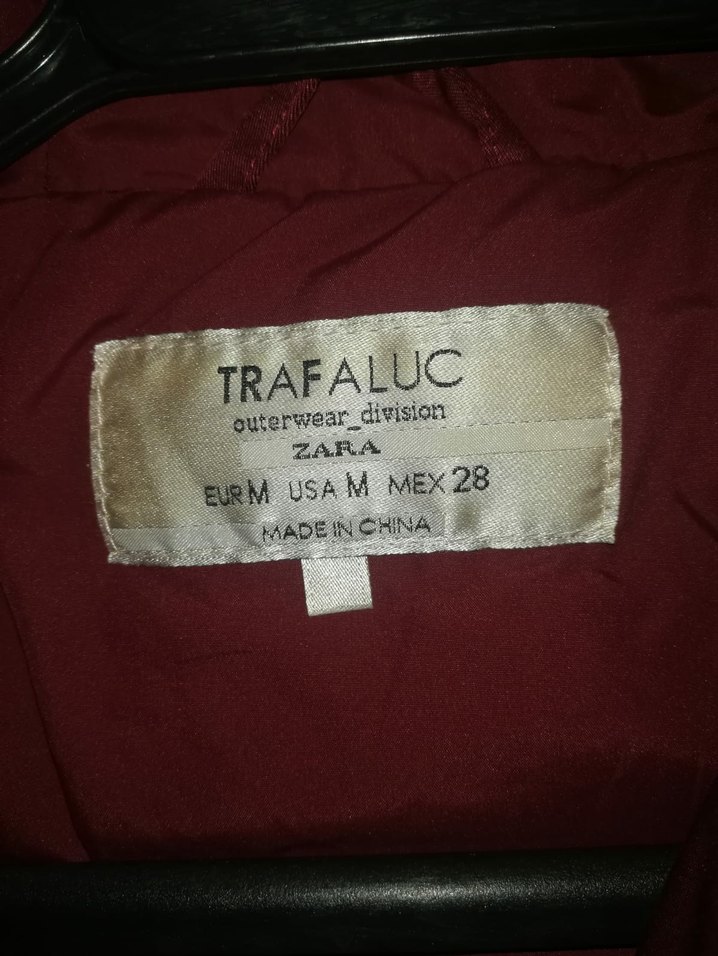 TRAFALUC
outerwear_division
ZARA
EUR M USA M MEX 28
MADE IN CHINA